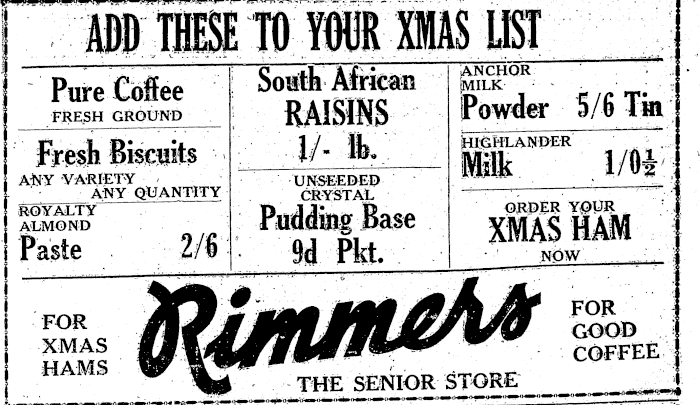 ADD THESE TO YOUR XMAS LIST
Pure Coffee
FRESH GROUND
Fresh Biscuits
ANY VARIETY
ANY QUANTITY
ROYALTY
ALMOND
Paste 2/6
South African
RAISINS
1/- lb.
UNSEEDED
CRYSTAL
Pudding Base
9d Pkt.
ANCHOR
MILK
Powder 5/6 Tin
HIGHLANDER
Milk 1/0½
ORDER YOUR
XMAS HAM
NOW
FOR
XMAS
HAMS
Rimmers
THE SENIOR STORE
FOR
GOOD
COFFEE